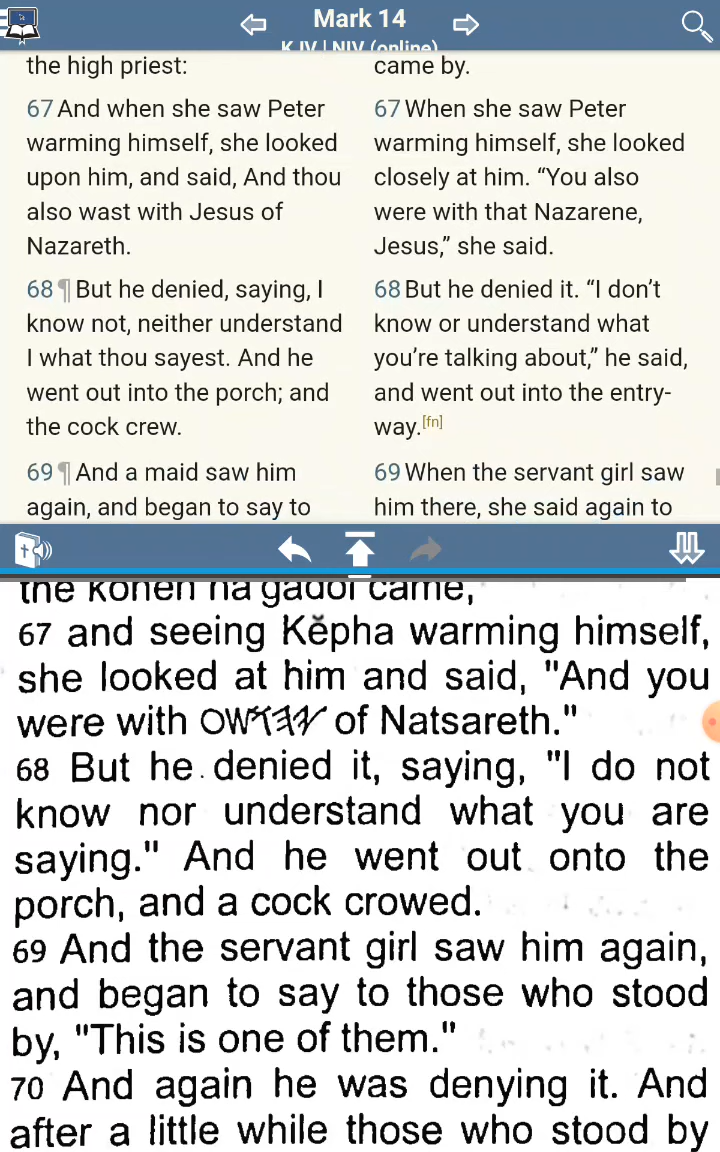 Mark 14
KJV | NIV (online)
the high priest:
67 And when she saw Peter
warming himself, she looked
upon him, and said, And thou
also wast with Jesus of
Nazareth.
68 ¶ But he denied, saying, I
know not, neither understand
I what thou sayest. And he
went out into the porch; and
the cock crew.
69 ¶ And a maid saw him
again, and began to say to
came by.
67 When she saw Peter
warming himself, she looked
closely at him. “You also
were with that Nazarene,
Jesus,” she said.
68 But he denied it. “I don’t
know or understand what
you’re talking about,” he said,
and went out into the entry-
way.[fn]
69 When the servant girl saw
him there, she said again to
the kohen ha gadol came,
67 and seeing Kĕpha warming himself,
she looked at him and said, "And you
were with 𐤉𐤄𐤅𐤔𐤏 of Natsareth."
68 But he denied it, saying, "I do not
know nor understand what you are
saying." And he went out onto the
porch, and a cock crowed.
69 And the servant girl saw him again,
and began to say to those who stood
by, "This is one of them."
70 And again he was denying it. And
after a little while those who stood by